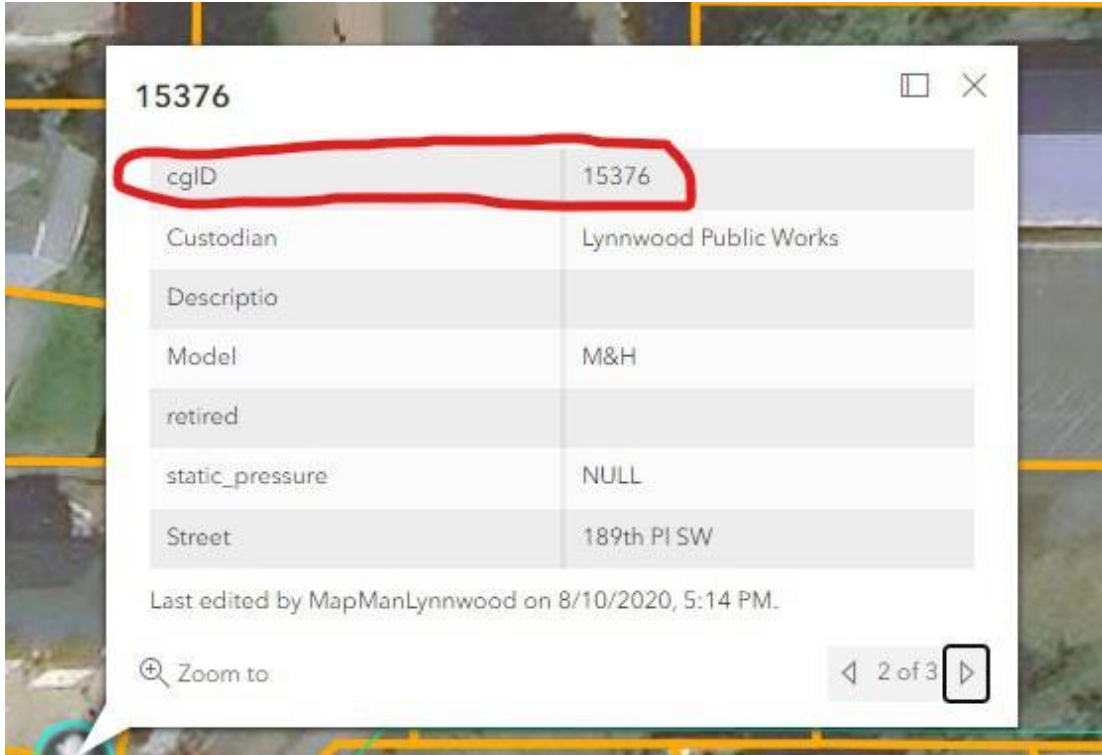 15376
cgID 15376
Custodian Lynnwood Public Works
Descriptio
Model M&H
retired
static_pressure NULL
Street 189th Pl SW
Last edited by MapManLynnwood on 8/10/2020, 5:14 PM.
Zoom to 2 of 3